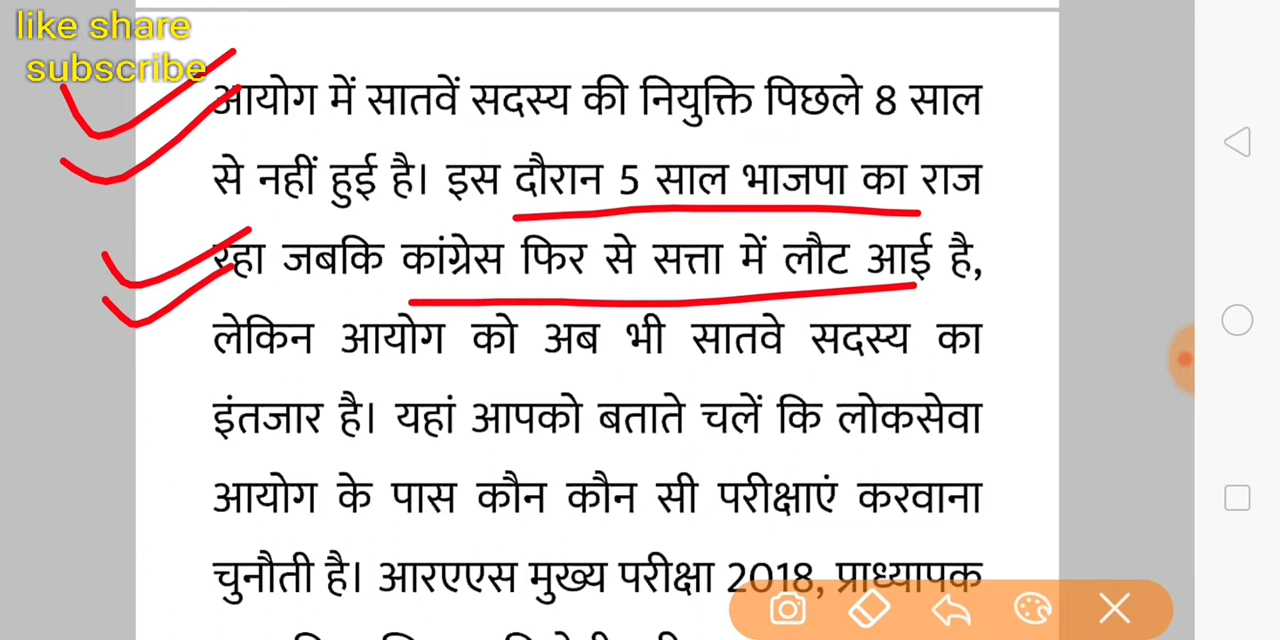 like share
subscribe
आयोग में सातवें सदस्य की नियुक्ति पिछले 8 साल
से नहीं हुई है। इस दौरान 5 साल भाजपा का राज
रहा जबकि कांग्रेस फिर से सत्ता में लौट आई है,
लेकिन आयोग को अब भी सातवे सदस्य का
इंतजार है। यहां आपको बताते चलें कि लोकसेवा
आयोग के पास कौन कौन सी परीक्षाएं करवाना
चुनौती है। आरएएस मुख्य परीक्षा 2018, प्राध्यापक